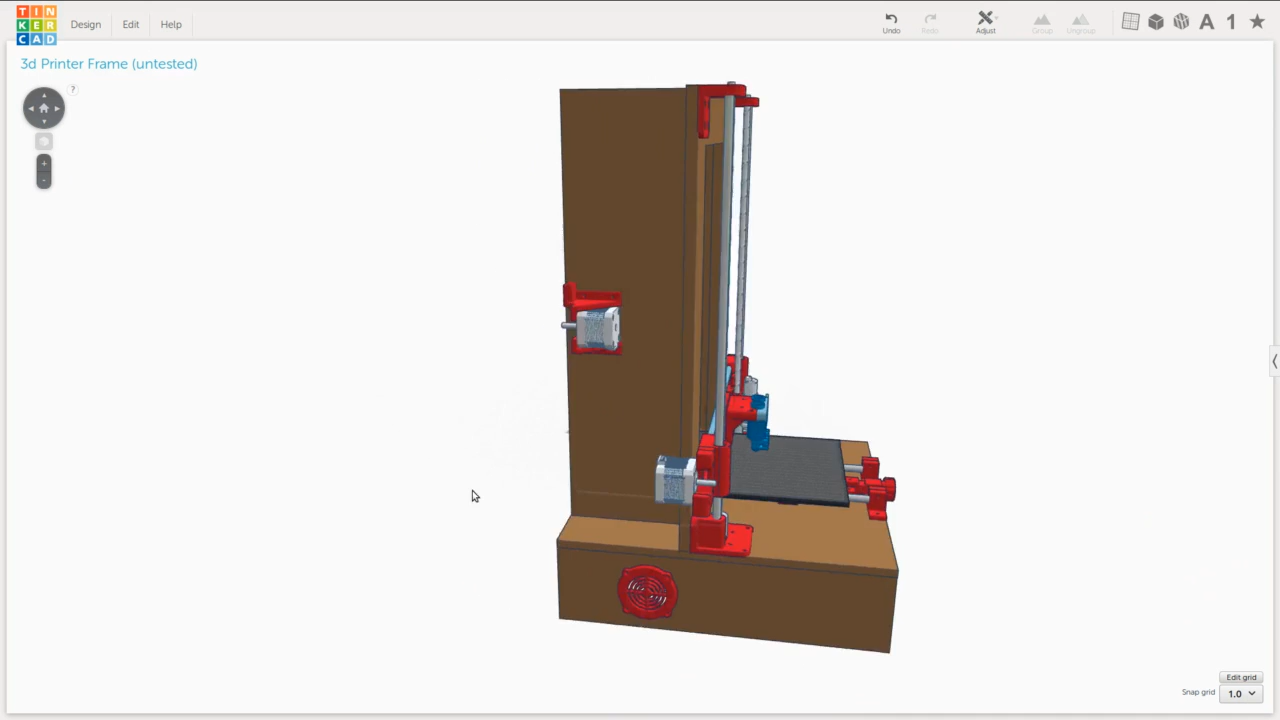 TIN
KER
CAD
Design
Edit
Help
Undo
Redo
Adjust
Group
Ungroup
A
1
3d Printer Frame (untested)
?
+
-
Edit grid
Snap grid
1.0